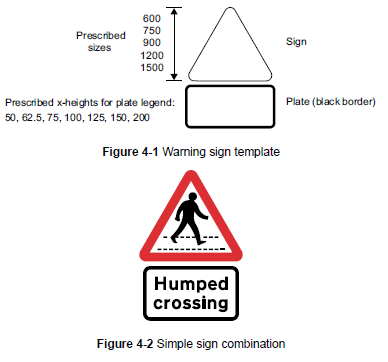 Prescribed
sizes
600
750
900
1200
1500
Sign
Prescribed x-heights for plate legend:
50, 62.5, 75, 100, 125, 150, 200
Plate (black border)
Figure 4-1 Warning sign template
Humped
crossing
Figure 4-2 Simple sign combination